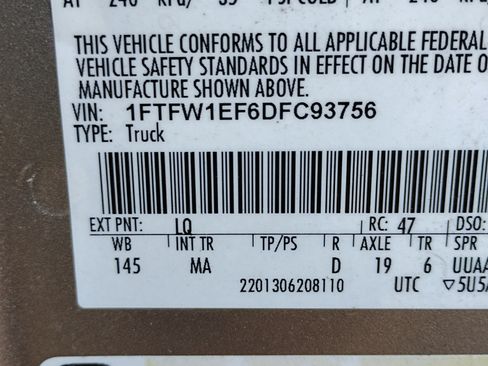 THIS VEHICLE CONFORMS TO ALL APPLICABLE FEDERAL
VEHICLE SAFETY STANDARDS IN EFFECT ON THE DATE O
MANUFACTURE SHOWN ABOVE.
VIN: 1FTFW1EF6DFC93756
TYPE: Truck
EXT PNT: LQ RC: 47 DSO:
WB INT TR TP/PS R AXLE TR SPR
145 MA D 19 6 UUAA
2201306208110 UTC ▽5U5A